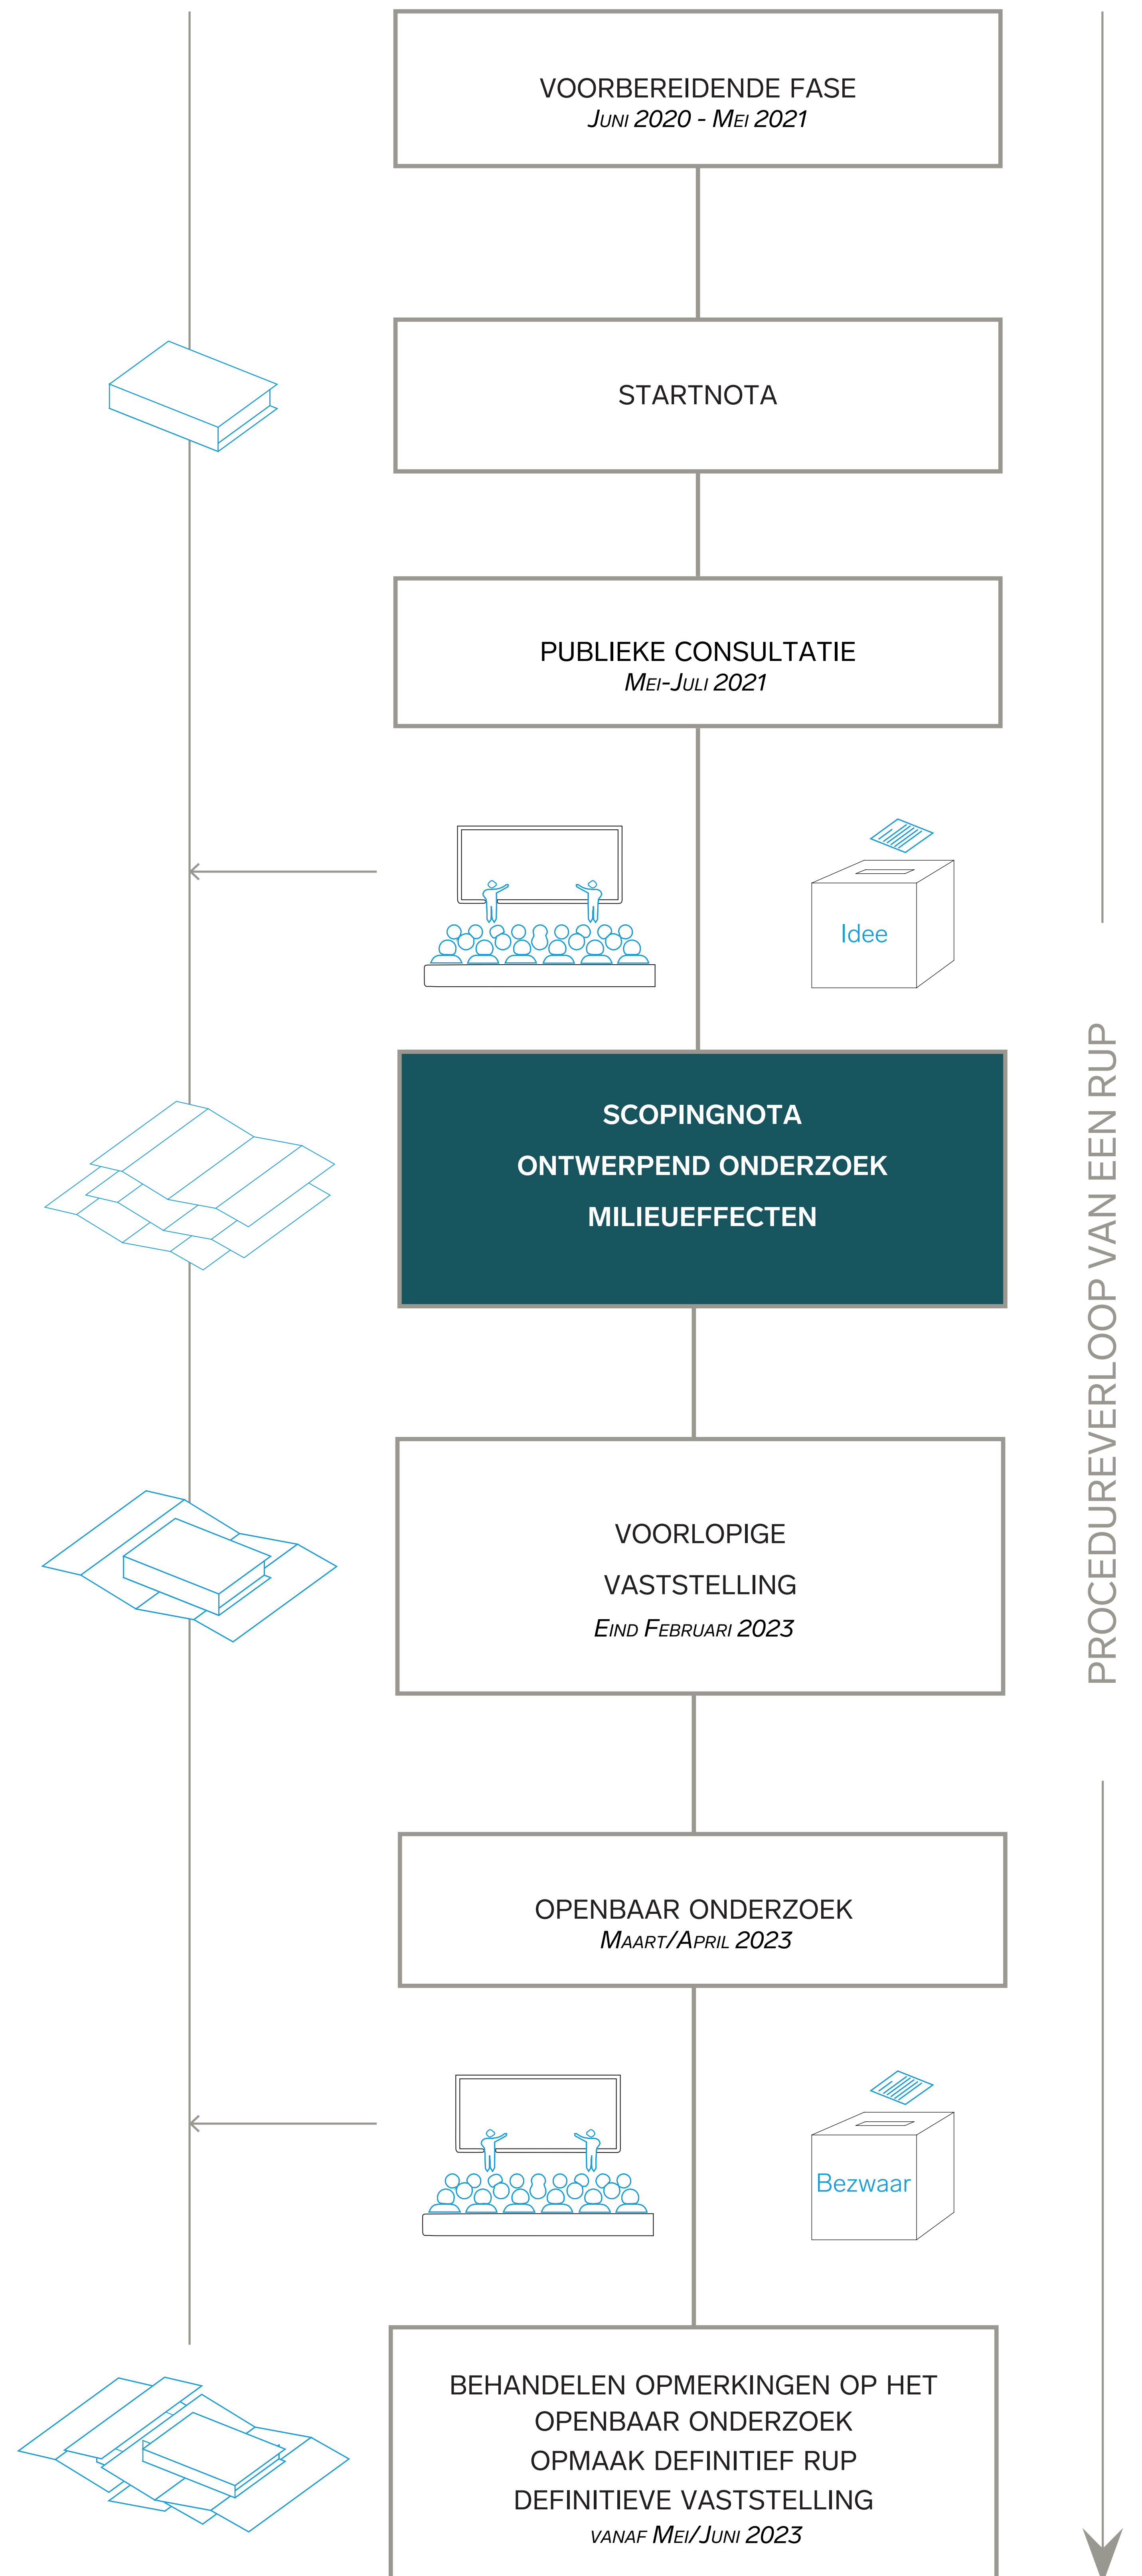 VOORBEREIDENDE FASE
Juni 2020 - Mei 2021
STARTNOTA
PUBLIEKE CONSULTATIE
Mei-Juli 2021
Idee
SCOPINGNOTA
ONTWERPEND ONDERZOEK
MILIEUEFFECTEN
PROCEDUREVERLOOP VAN EEN RUP
VOORLOPIGE
VASTSTELLING
Eind Februari 2023
OPENBAAR ONDERZOEK
Maart/April 2023
Bezwaar
BEHANDELEN OPMERKINGEN OP HET
OPENBAAR ONDERZOEK
OPMAAK DEFINITIEF RUP
DEFINITIEVE VASTSTELLING
vanaf Mei/Juni 2023